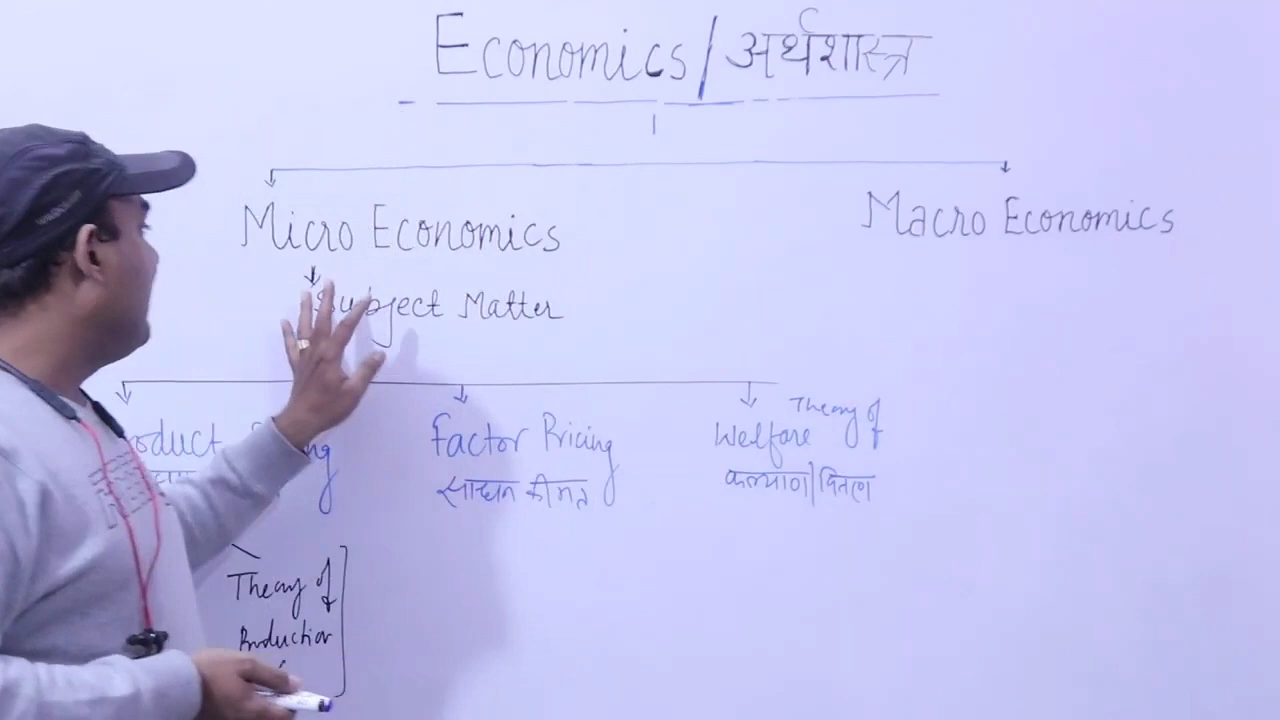 Economics/अर्थशास्त्र
Micro Economics
Macro Economics
Subject Matter
Factor Pricing
Theory of
Welfare
साधन कीमत
कल्याण/वितरण
Theory of
Production